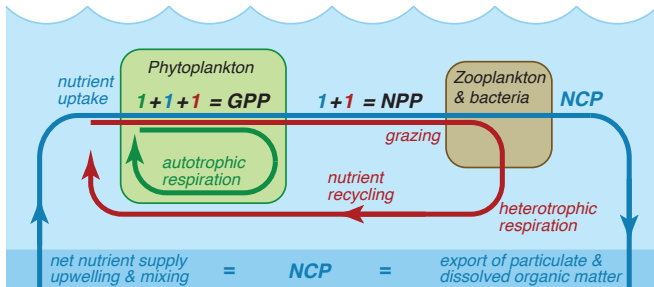 nutrient
uptake
Phytoplankton
1+1+1 = GPP
1+1 = NPP
Zooplankton
& bacteria
NCP
grazing
autotrophic
respiration
nutrient
recycling
heterotrophic
respiration
net nutrient supply
upwelling & mixing
=
NCP
=
export of particulate &
dissolved organic matter